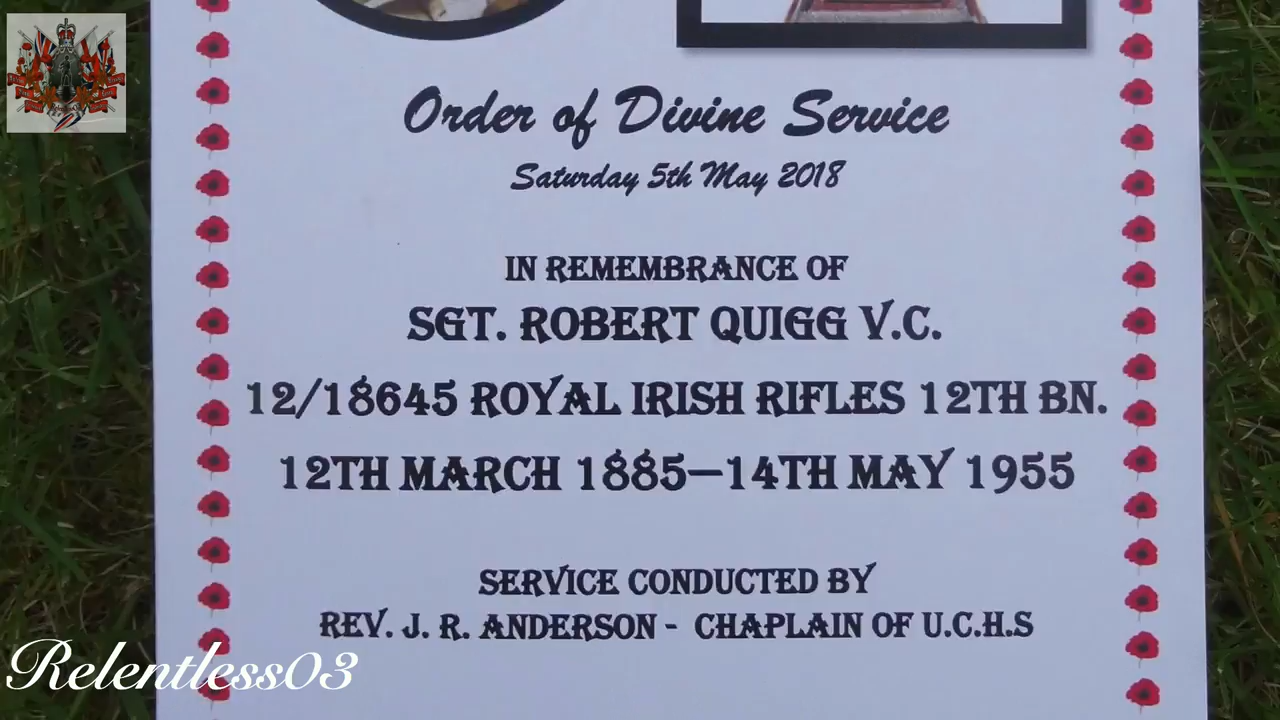 Order of Divine Service
Saturday 5th May 2018
IN REMEMBRANCE OF
SGT. ROBERT QUIGG V.C.
12/18645 ROYAL IRISH RIFLES 12TH BN.
12TH MARCH 1885–14TH MAY 1955
SERVICE CONDUCTED BY
REV. J. R. ANDERSON - CHAPLAIN OF U.C.H.S
Relentless03